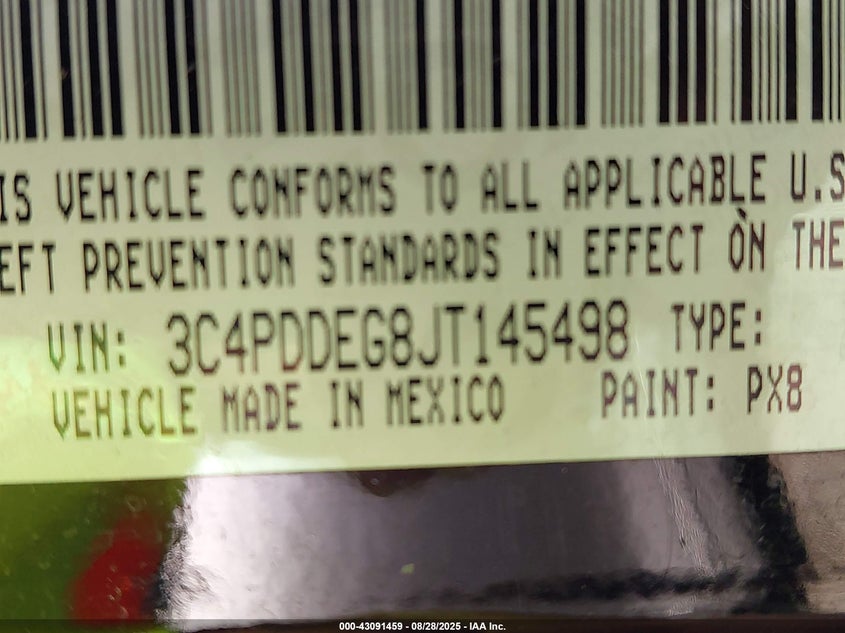 IS VEHICLE CONFORMS TO ALL APPLICABLE U.S
EFT PREVENTION STANDARDS IN EFFECT ON THE
VIN: 3C4PDDEG8JT145498 TYPE:
VEHICLE MADE IN MEXICO PAINT: PX8
000-43091459 - 08/28/2025 - IAA Inc.